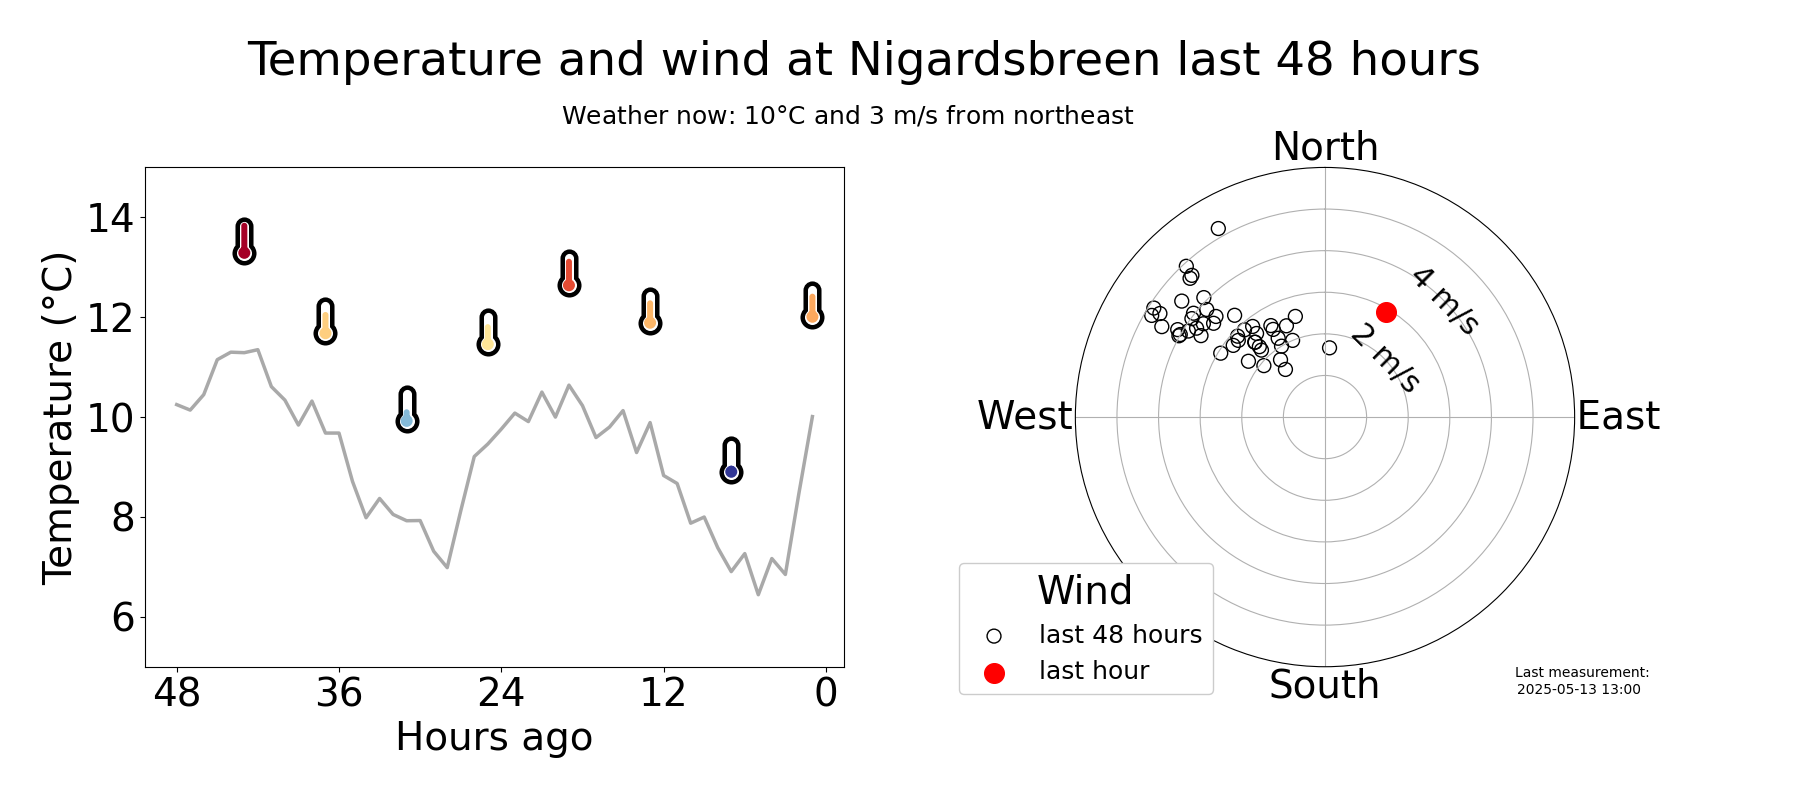 Temperature and wind at Nigardsbreen last 48 hours
Weather now: 10°C and 3 m/s from northeast
Temperature (°C)
14
12
10
8
6
48 36 24 12 0
Hours ago
North
West
East
South
4 m/s
2 m/s
Wind
last 48 hours
last hour
Last measurement:
2025-05-13 13:00